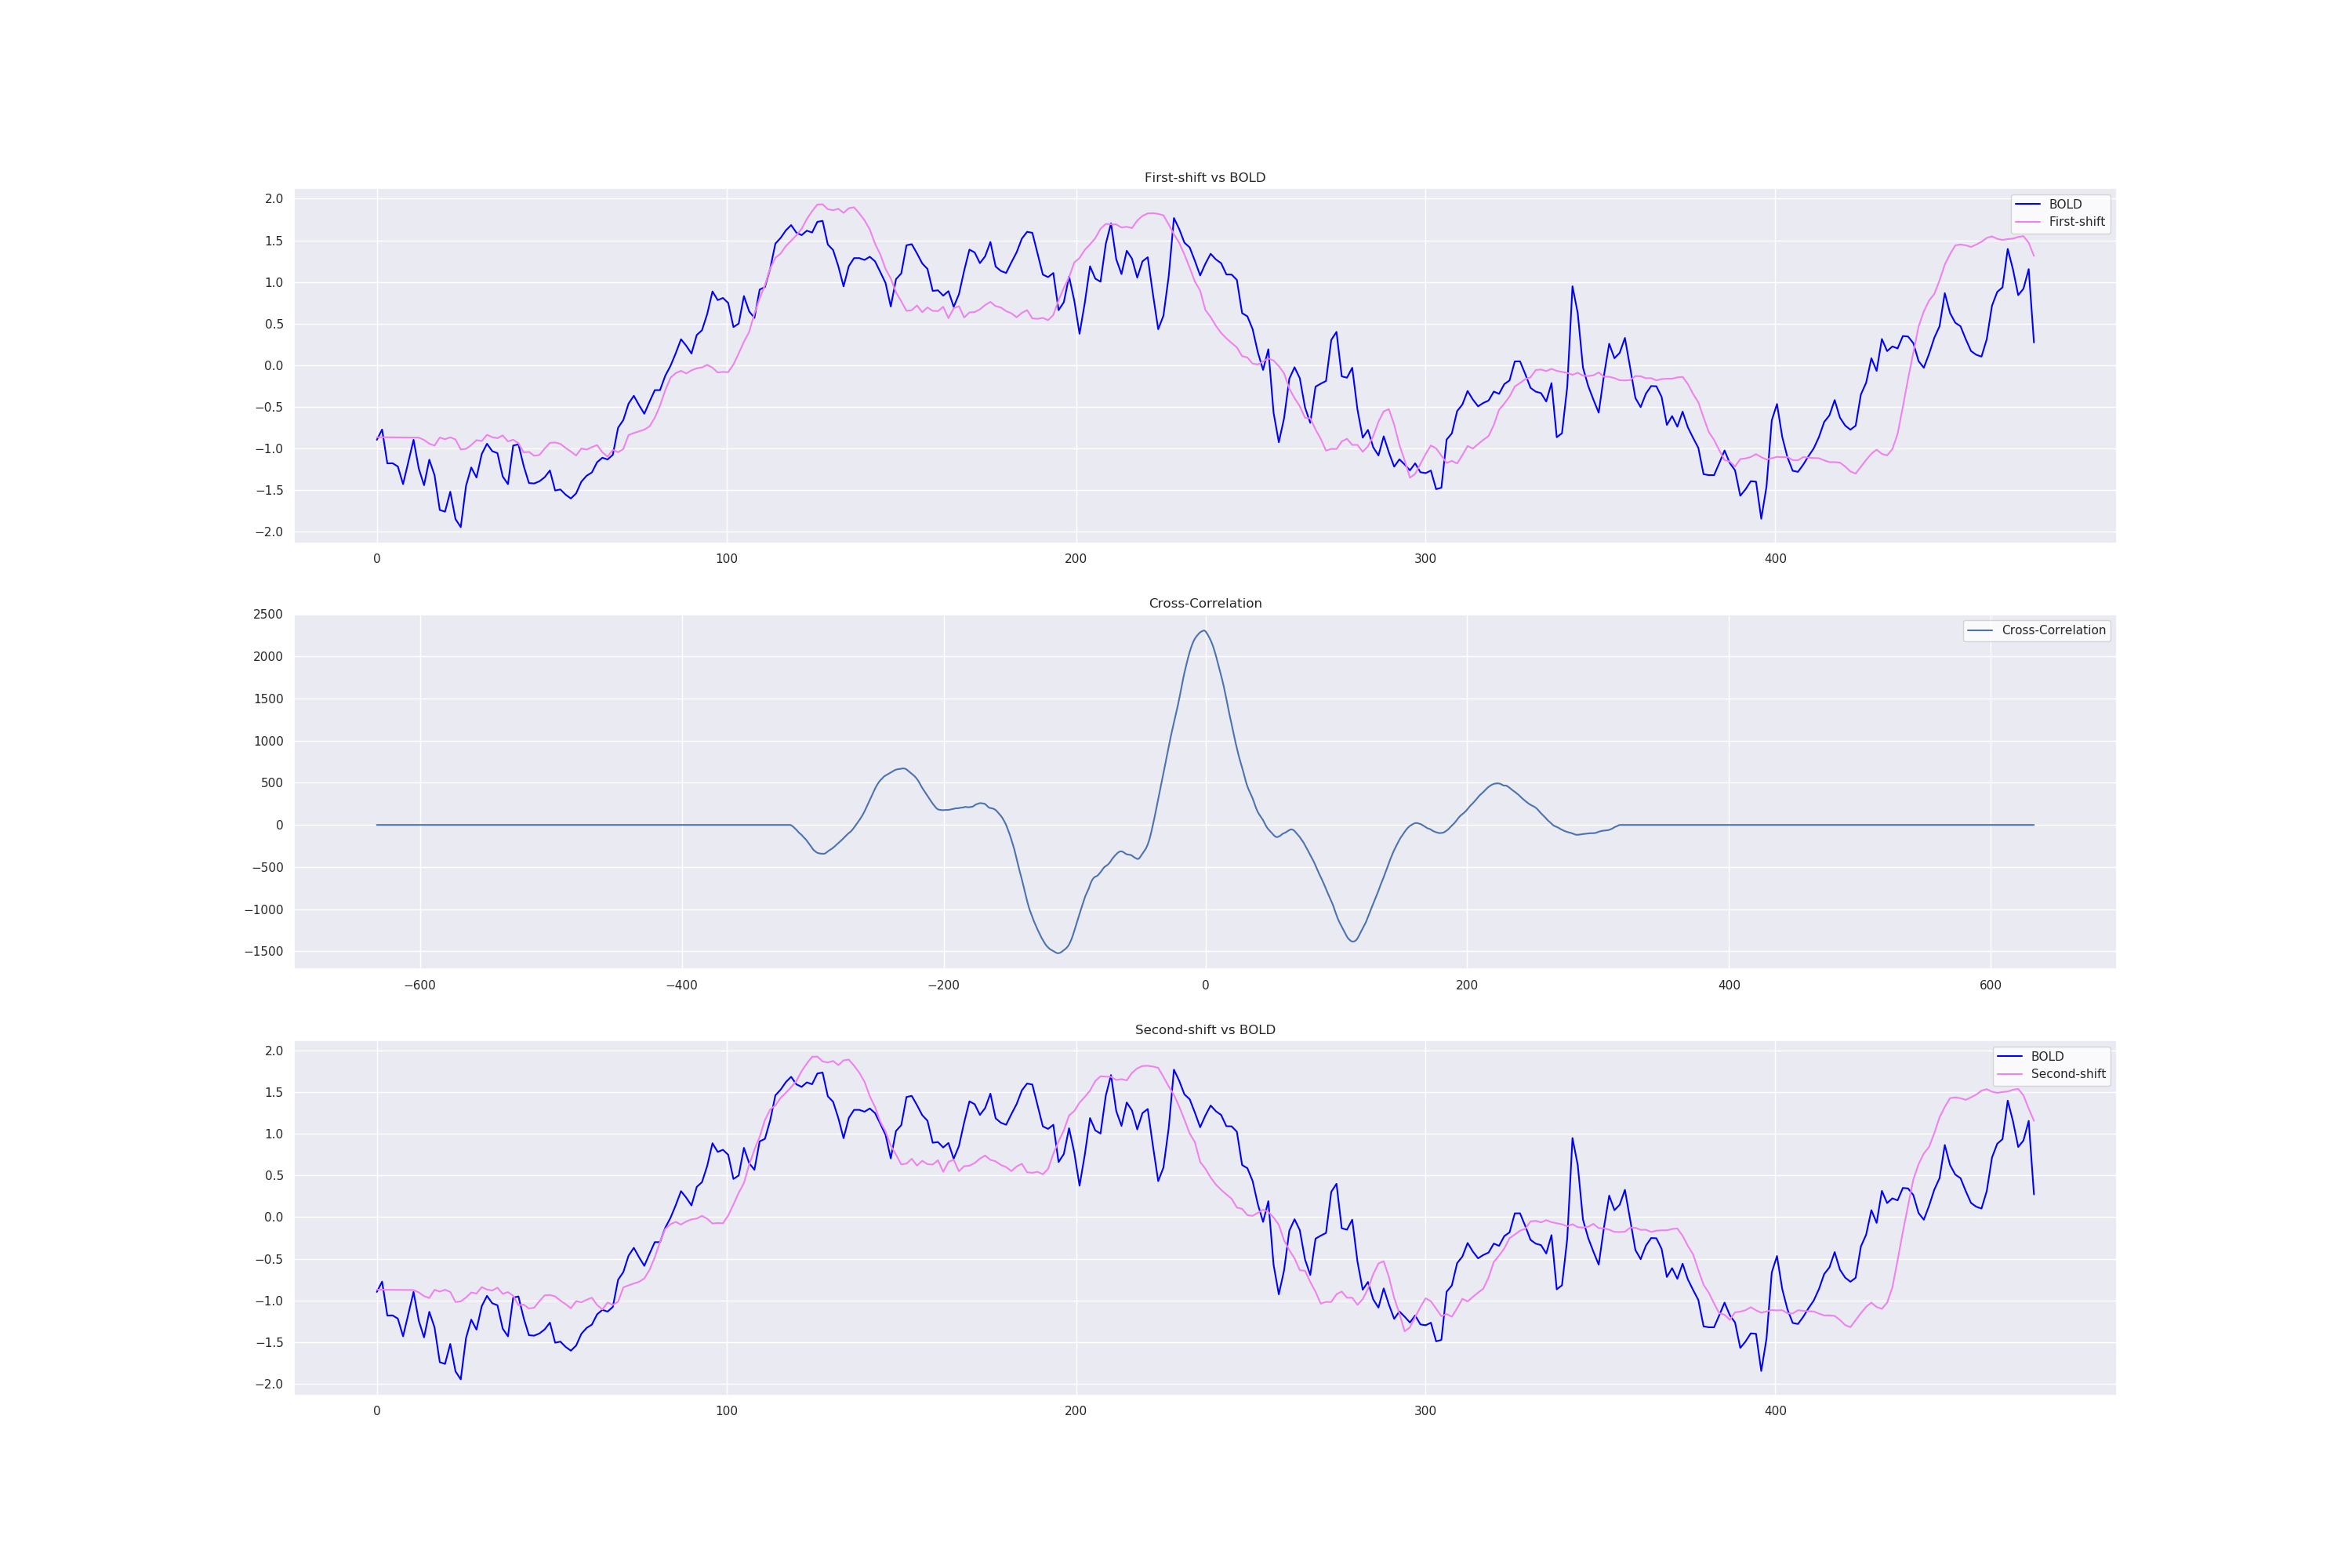 First-shift vs BOLD
2.0
1.5
1.0
0.5
0.0
−0.5
−1.0
−1.5
−2.0
BOLD
First-shift
0 100 200 300 400
Cross-Correlation
2500
2000
1500
1000
500
0
−500
−1000
−1500
Cross-Correlation
−600 −400 −200 0 200 400 600
Second-shift vs BOLD
2.0
1.5
1.0
0.5
0.0
−0.5
−1.0
−1.5
−2.0
BOLD
Second-shift
0 100 200 300 400